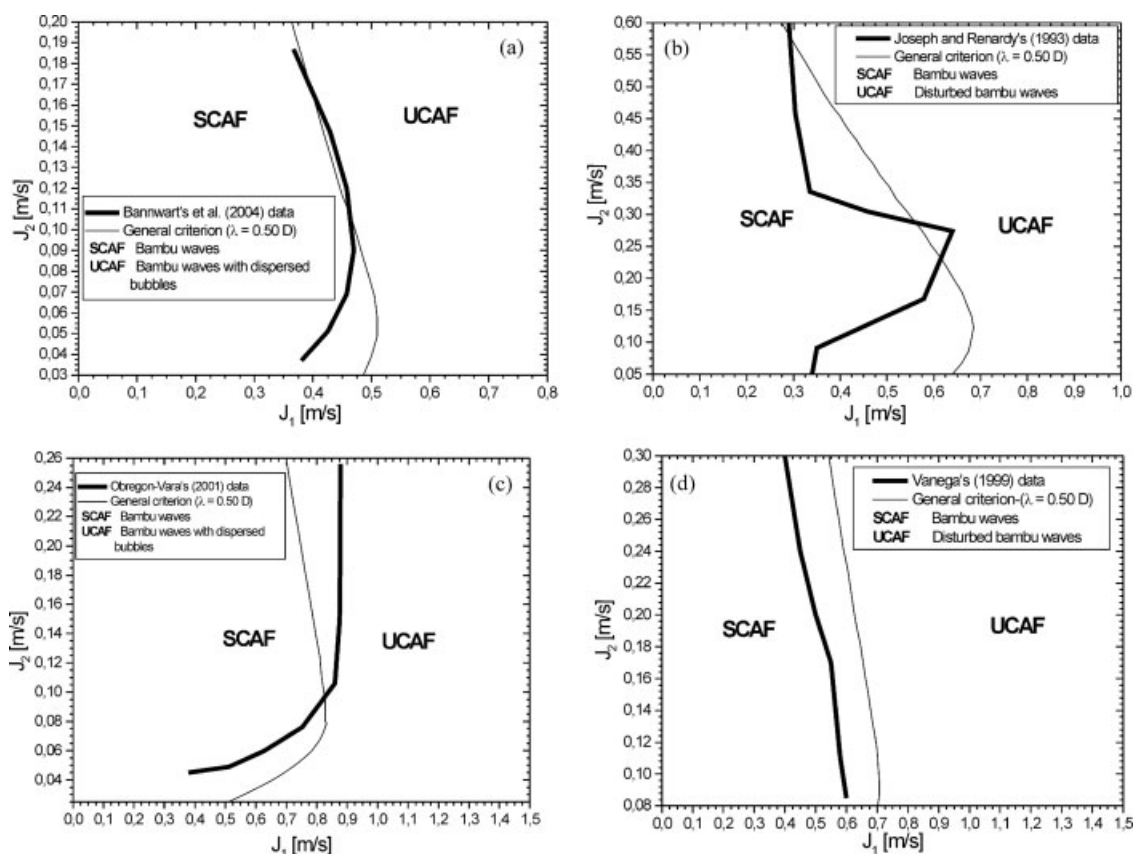 (a)
0,20
0,19
0,18
0,17
0,16
0,15
0,14
0,13
0,12
0,11
0,10
0,09
0,08
0,07
0,06
0,05
0,04
0,03
J2 [m/s]
SCAF
UCAF
Bannwart's et al. (2004) data
General criterion (λ = 0.50 D)
SCAF Bambu waves
UCAF Bambu waves with dispersed
bubbles
0,0 0,1 0,2 0,3 0,4 0,5 0,6 0,7 0,8
J1 [m/s]
(b)
0,60
0,55
0,50
0,45
0,40
0,35
0,30
0,25
0,20
0,15
0,10
0,05
J2 [m/s]
Joseph and Renardy's (1993) data
General criterion (λ = 0.50 D)
SCAF Bambu waves
UCAF Disturbed bambu waves
SCAF
UCAF
0,0 0,1 0,2 0,3 0,4 0,5 0,6 0,7 0,8 0,9 1,0
J1 [m/s]
(c)
0,26
0,24
0,22
0,20
0,18
0,16
0,14
0,12
0,10
0,08
0,06
0,04
J2 [m/s]
Obregon-Vara's (2001) data
General criterion (λ = 0.50 D)
SCAF Bambu waves
UCAF Bambu waves with dispersed
bubbles
SCAF
UCAF
0,0 0,1 0,2 0,3 0,4 0,5 0,6 0,7 0,8 0,9 1,0 1,1 1,2 1,3 1,4 1,5
J1 [m/s]
(d)
0,30
0,28
0,26
0,24
0,22
0,20
0,18
0,16
0,14
0,12
0,10
0,08
J2 [m/s]
Vanega's (1999) data
General criterion-(λ = 0.50 D)
SCAF Bambu waves
UCAF Disturbed bambu waves
SCAF
UCAF
0,0 0,1 0,2 0,3 0,4 0,5 0,6 0,7 0,8 0,9 1,0 1,1 1,2 1,3 1,4 1,5
J1 [m/s]